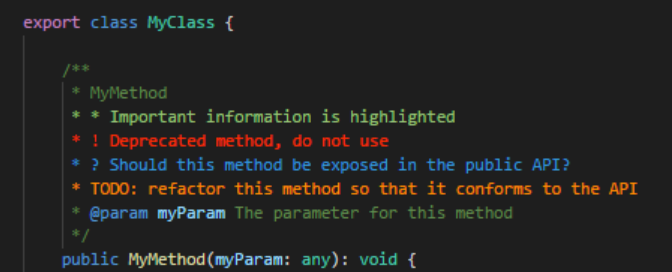 export class MyClass {
/**
* MyMethod
* * Important information is highlighted
* ! Deprecated method, do not use
* ? Should this method be exposed in the public API?
* TODO: refactor this method so that it conforms to the API
* @param myParam The parameter for this method
*/
public MyMethod(myParam: any): void {